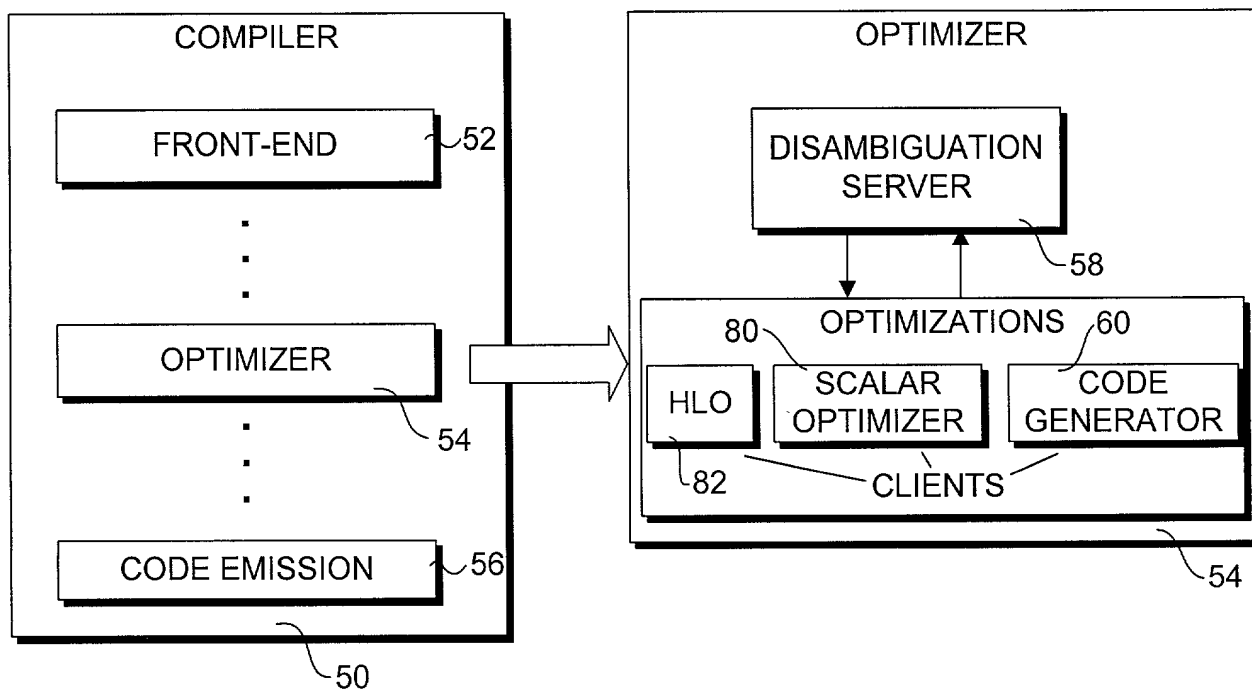 COMPILER
FRONT-END
52
OPTIMIZER
54
CODE EMISSION
56
50
OPTIMIZER
DISAMBIGUATION
SERVER
58
OPTIMIZATIONS
80
60
HLO
SCALAR
OPTIMIZER
CODE
GENERATOR
82
CLIENTS
54